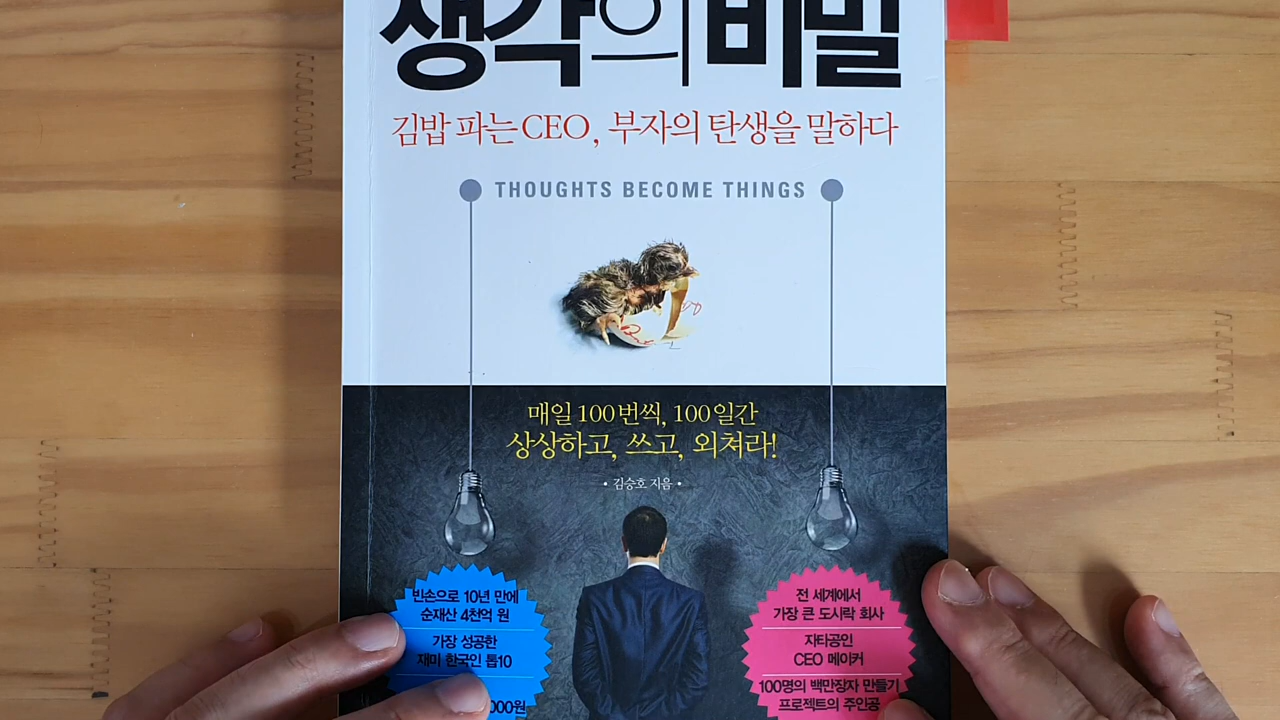 생각의 비밀
김밥 파는 CEO, 부자의 탄생을 말하다
THOUGHTS BECOME THINGS
매일 100번씩, 100일간
상상하고, 쓰고, 외쳐라!
• 김승호 지음 •
빈손으로 10년 만에
순재산 4천억 원
가장 성공한
재미 한국인 톱10
000원
전 세계에서
가장 큰 도시락 회사
자타공인
CEO 메이커
100명의 백만장자 만들기
프로젝트의 주인공